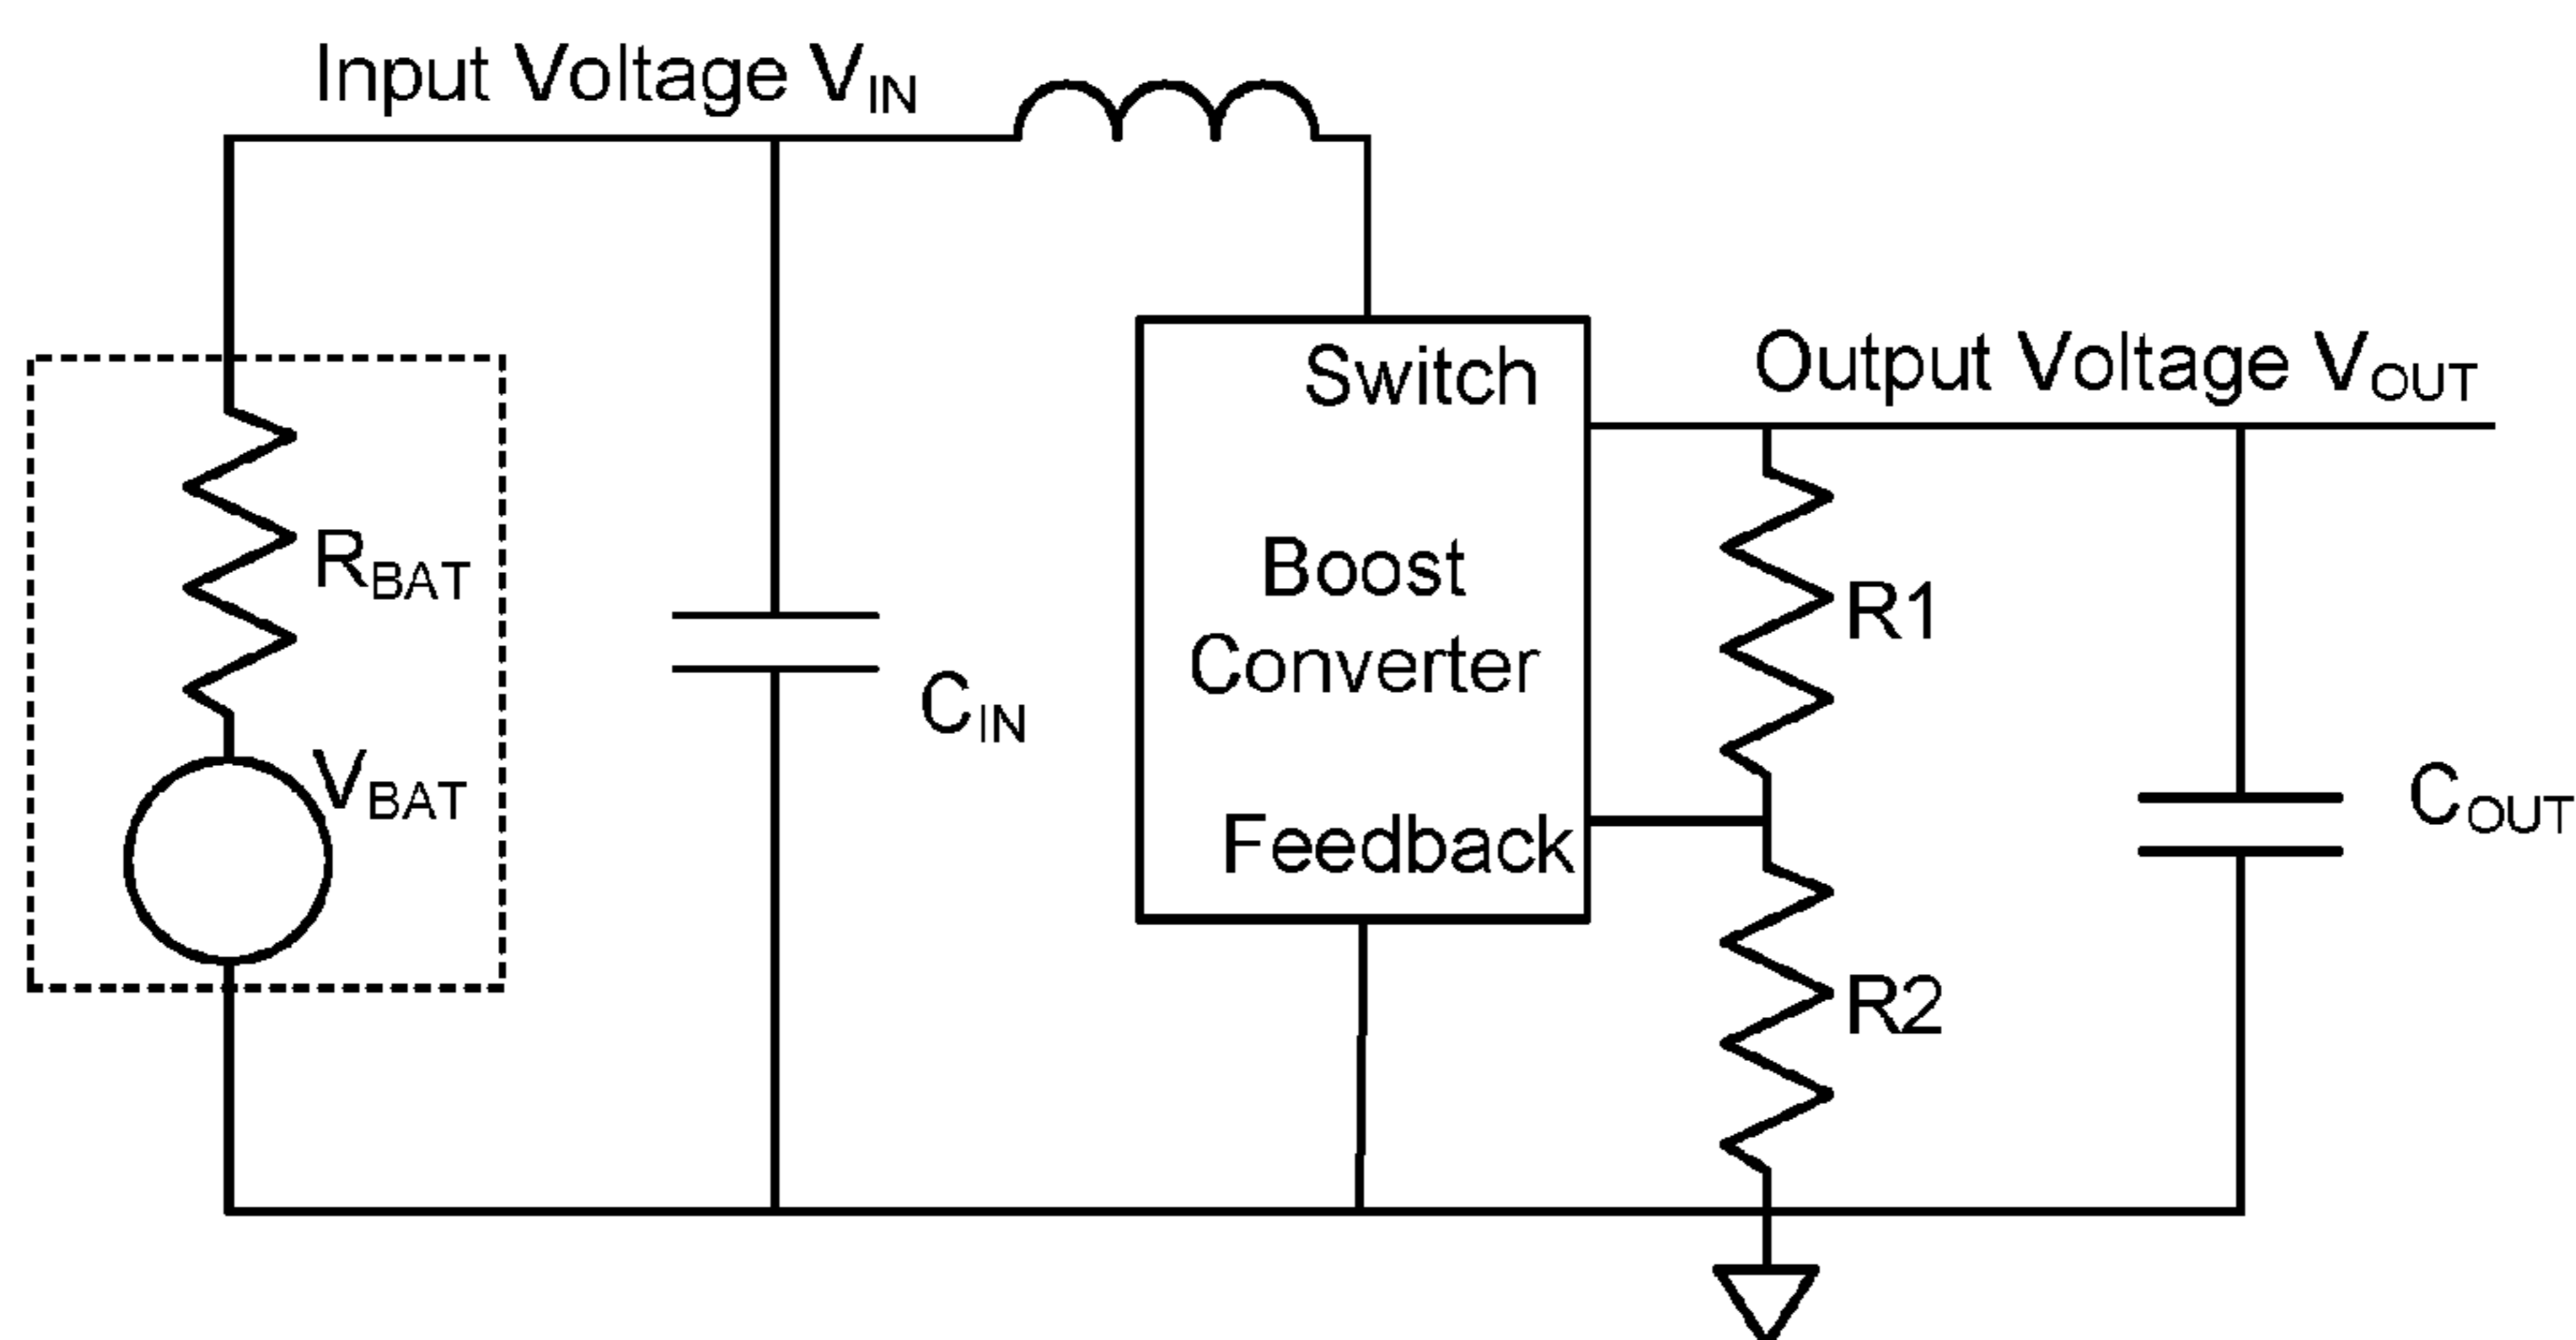 Input Voltage VIN
Switch
Output Voltage VOUT
RBAT
Boost
Converter
R1
CIN
VBAT
Feedback
COUT
R2